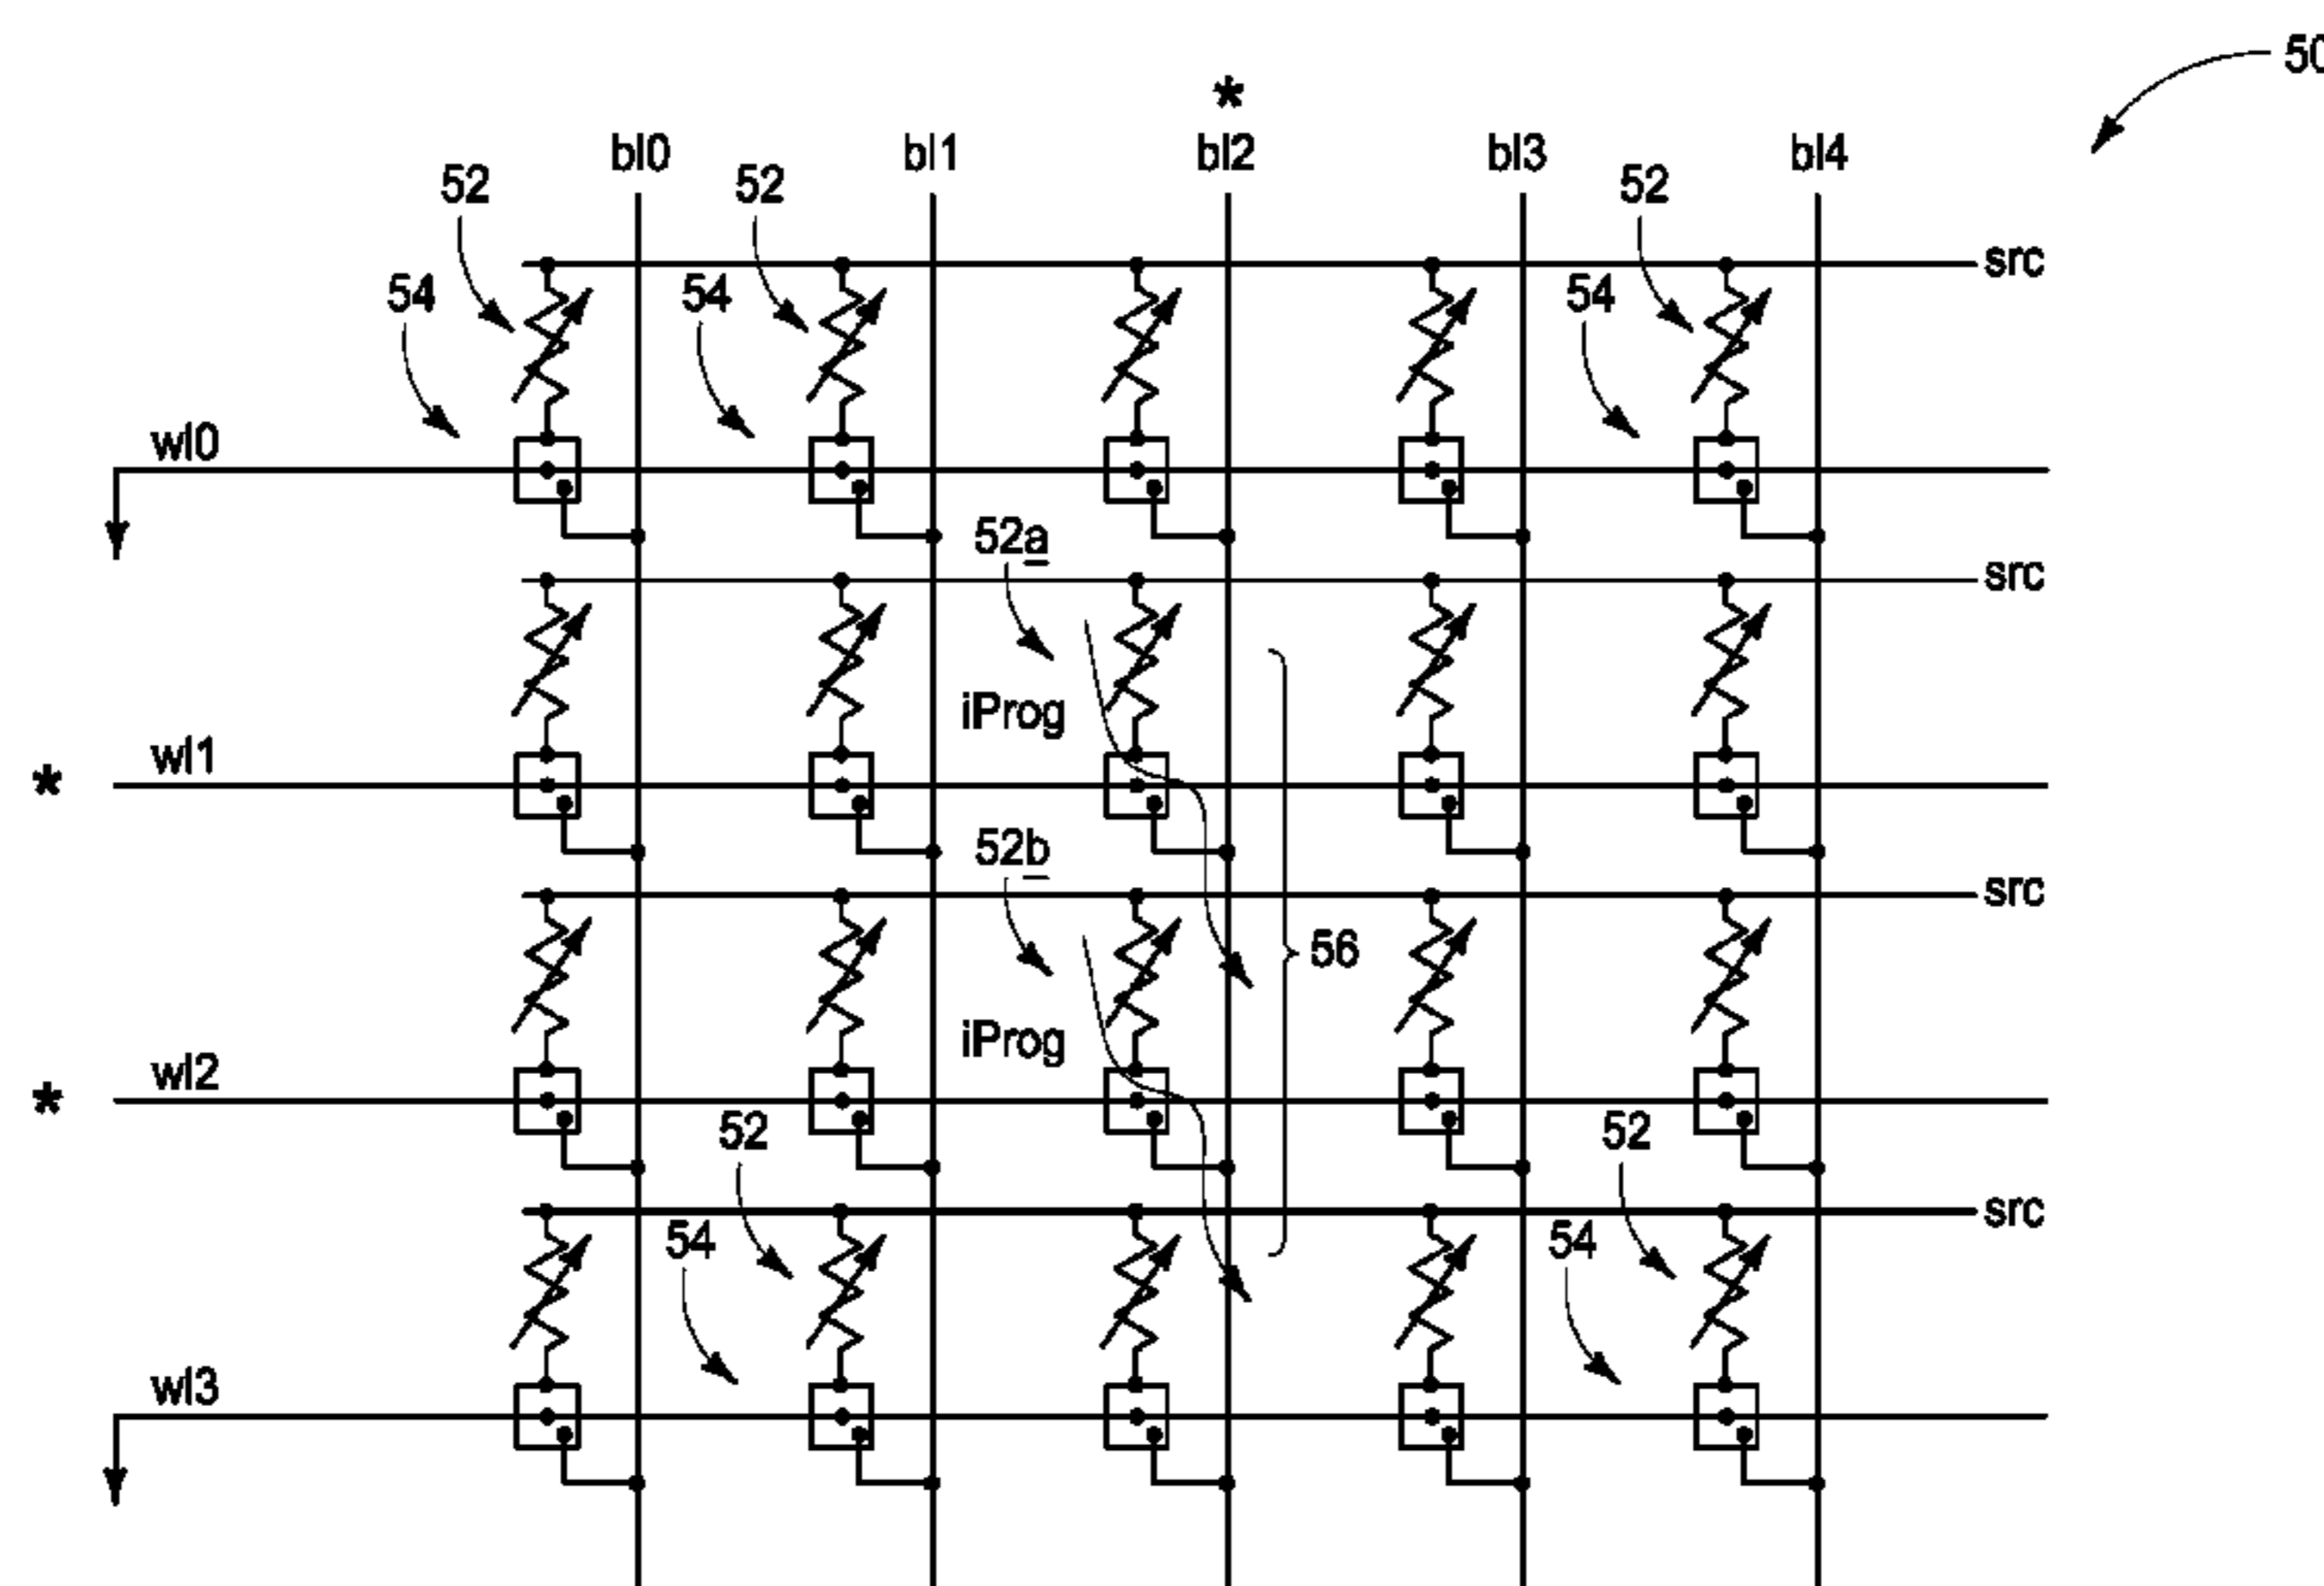 50
*
bl0 bl1 bl2 bl3 bl4
52 52 52
src
54 54 54
wl0
52a
src
iProg
* wl1
52b
src
56
iProg
* wl2
52 52
src
54 54
wl3